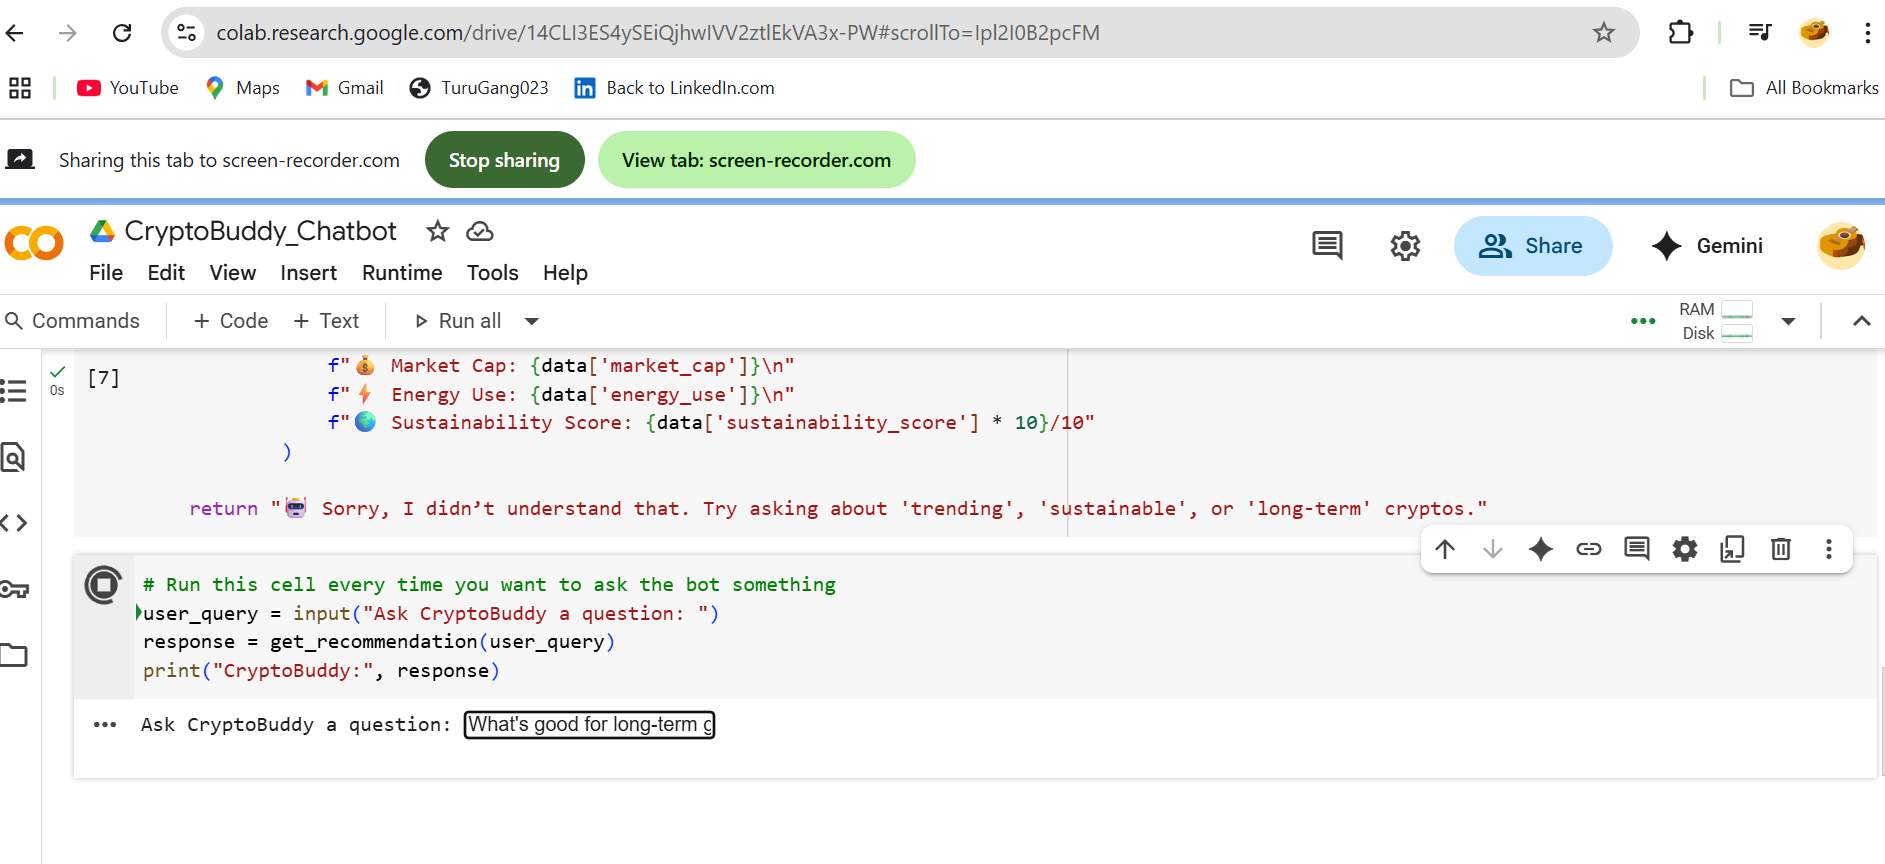 colab.research.google.com/drive/14CLI3ES4ySEiQjhwIVV2ztlEkVA3x-PW#scrollTo=Ipl2I0B2pcFM
YouTube Maps Gmail TuruGang023 Back to LinkedIn.com All Bookmarks
Sharing this tab to screen-recorder.com Stop sharing View tab: screen-recorder.com
CryptoBuddy_Chatbot
Share Gemini
File Edit View Insert Runtime Tools Help
Commands + Code + Text Run all
RAM
Disk
0s
[7]
f"💰 Market Cap: {data['market_cap']}\n"
f"⚡ Energy Use: {data['energy_use']}\n"
f"🌍 Sustainability Score: {data['sustainability_score'] * 10}/10"
)
return "🤖 Sorry, I didn’t understand that. Try asking about 'trending', 'sustainable', or 'long-term' cryptos."
# Run this cell every time you want to ask the bot something
user_query = input("Ask CryptoBuddy a question: ")
response = get_recommendation(user_query)
print("CryptoBuddy:", response)
Ask CryptoBuddy a question: What's good for long-term g